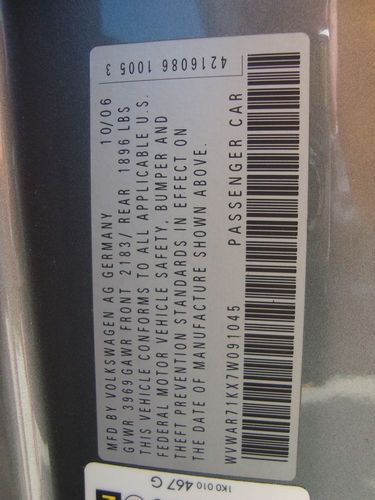 4216086 1005 3
MFD BY VOLKSWAGEN AG GERMANY 10/06
GVWR 3969GAWR FRONT 2183/ REAR 1896 LBS
THIS VEHICLE CONFORMS TO ALL APPLICABLE U.S.
FEDERAL MOTOR VEHICLE SAFETY, BUMPER AND
THEFT PREVENTION STANDARDS IN EFFECT ON
THE DATE OF MANUFACTURE SHOWN ABOVE.
WVWAR71KX7W091045 PASSENGER CAR
1K0 010 467 G